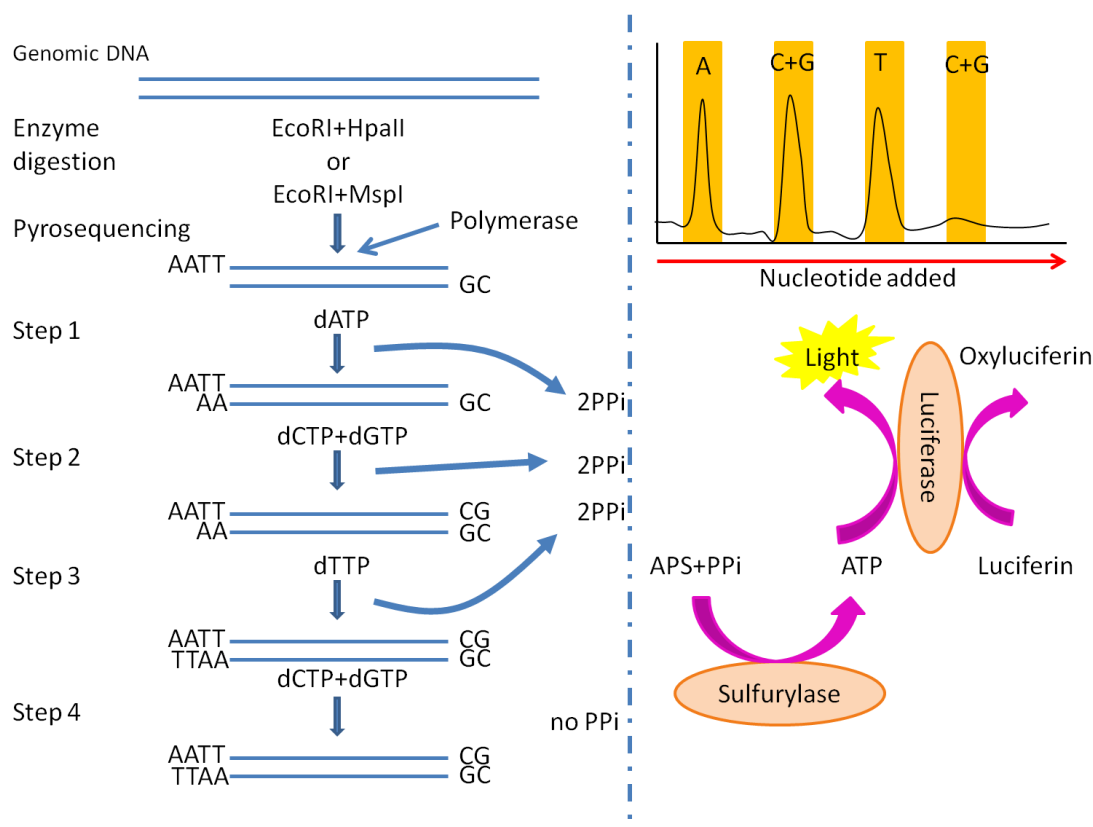 Genomic DNA
Enzyme
digestion
EcoRI+HpaII
or
EcoRI+MspI
Pyrosequencing
Polymerase
AATT
GC
Step 1
dATP
AATT
AA
GC
2PPi
Step 2
dCTP+dGTP
2PPi
AATT
CG
AA
GC
2PPi
Step 3
dTTP
AATT
CG
TTAA
GC
dCTP+dGTP
Step 4
no PPi
AATT
CG
TTAA
GC
A
C+G
T
C+G
Nucleotide added
Light
Luciferase
Oxyluciferin
APS+PPi
ATP
Luciferin
Sulfurylase